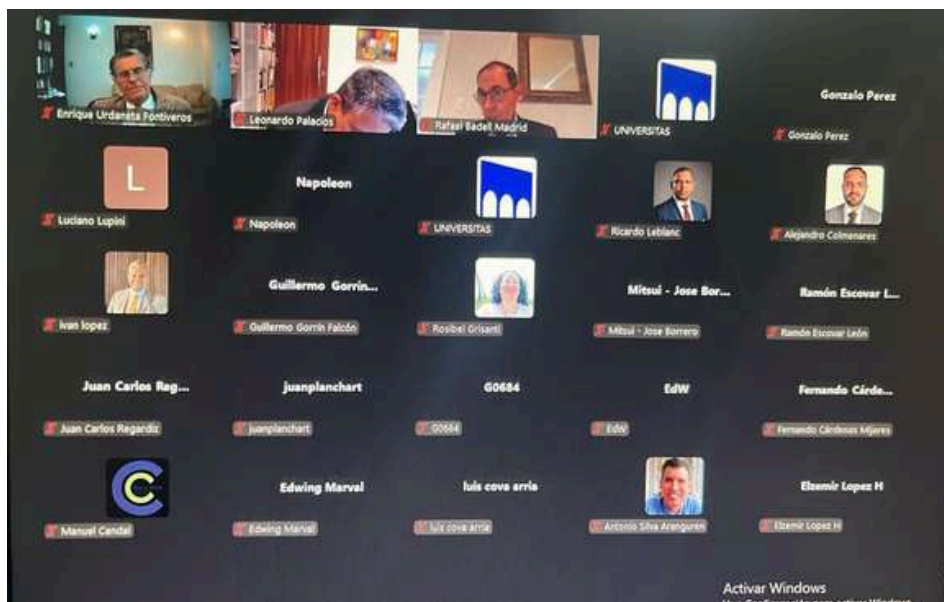 Enrique Urdaneta Fontiveros
Leonardo Palacios
Rafael Badell Madrid
UNIVERSITAS
Gonzalo Perez
Gonzalo Perez
L
Luciano Lupini
Napoleon
Napoleon
UNIVERSITAS
Ricardo Leblanc
Alejandro Colmenares
ivan lopez
Guillermo Gorrin...
Guillermo Gorrin Falcón
Rosibel Grisanti
Mitsui - Jose Bor...
Mitsui - Jose Borrero
Ramón Escovar L...
Ramón Escovar León
Juan Carlos Reg...
Juan Carlos Regardiz
juanplanchart
juanplanchart
G0684
G0684
EdW
EdW
Fernando Cárde...
Fernando Cárdenas Mijares
Manuel Candal
Edwing Marval
Edwing Marval
luis cova arria
luis cova arria
Antonio Silva Aranguren
Elzemir Lopez H
Elzemir Lopez H
Activar Windows